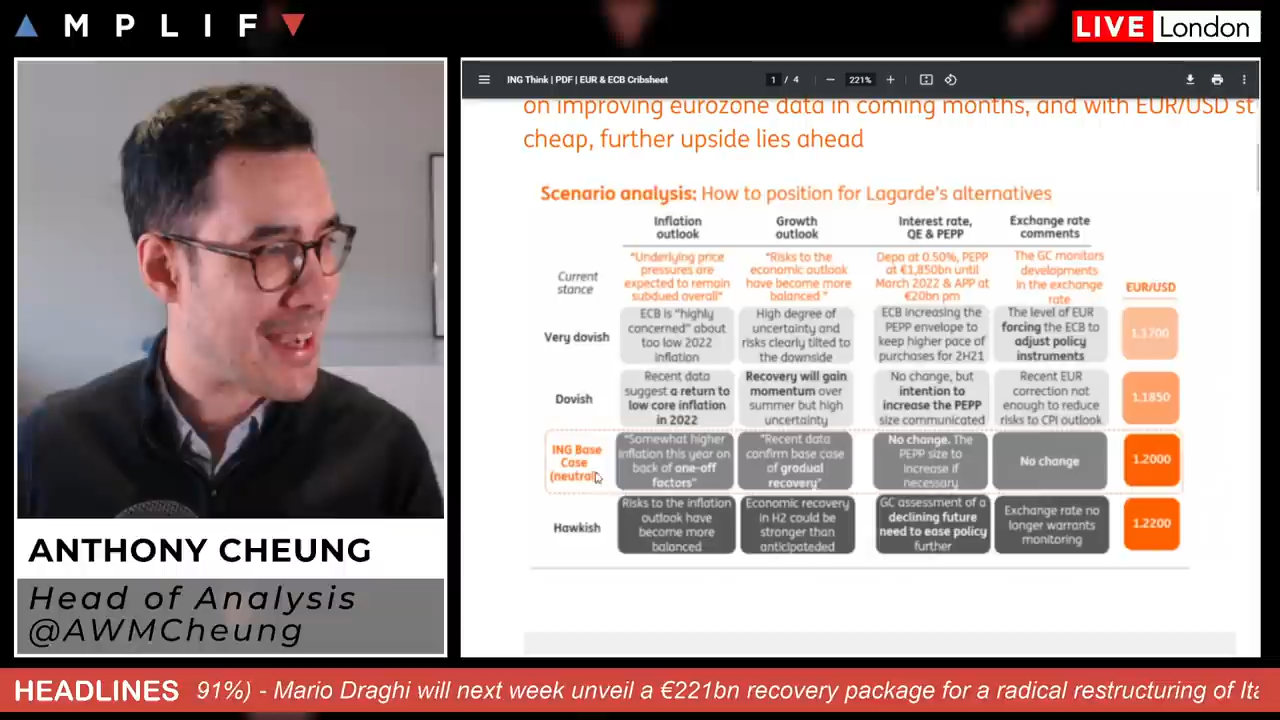 AMPLIFY
LIVE London
ING Think | PDF | EUR & ECB Cribsheet
1 / 4
221%
on improving eurozone data in coming months, and with EUR/USD st
cheap, further upside lies ahead
Scenario analysis: How to position for Lagarde's alternatives
Inflation
outlook
Growth
outlook
Interest rate,
QE & PEPP
Exchange rate
comments
Current
stance
"Underlying price
pressures are
expected to remain
subdued overall"
"Risks to the
economic outlook
have become more
balanced "
Depo at 0.50%, PEPP
at €1,850bn until
March 2022 & APP at
€20bn pm
The GC monitors
developments
in the exchange
rate
EUR/USD
Very dovish
ECB is "highly
concerned" about
too low 2022
inflation
High degree of
uncertainty and
risks clearly tilted to
the downside
ECB increasing the
PEPP envelope to
keep higher pace of
purchases for 2H21
The level of EUR
forcing the ECB to
adjust policy
instruments
1.1700
Dovish
Recent data
suggest a return to
low core inflation
in 2022
Recovery will gain
momentum over
summer but high
uncertainty
No change, but
intention to
increase the PEPP
size communicated
Recent EUR
correction not
enough to reduce
risks to CPI outlook
1.1850
ING Base
Case
(neutral)
"Somewhat higher
inflation this year on
back of one-off
factors"
"Recent data
confirm base case
of gradual
recovery"
No change. The
PEPP size to
increase if
necessary
No change
1.2000
Hawkish
Risks to the inflation
outlook have
become more
balanced
Economic recovery
in H2 could be
stronger than
anticipateded
GC assessment of a
declining future
need to ease policy
further
Exchange rate no
longer warrants
monitoring
1.2200
ANTHONY CHEUNG
Head of Analysis
@AWMCheung
HEADLINES 91%) - Mario Draghi will next week unveil a €221bn recovery package for a radical restructuring of Ita